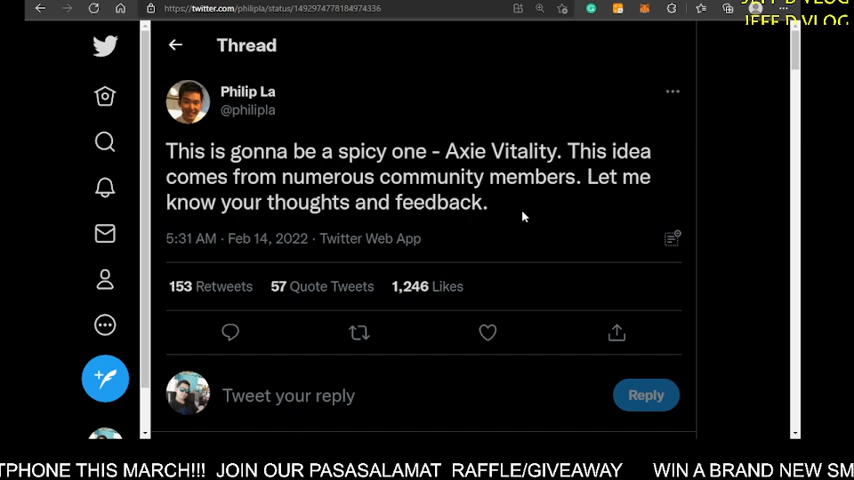 https://twitter.com/philipla/status/1492974778184974336
JEFF D VLOG
JEFF D VLOG
Thread
Philip La
@philipla
This is gonna be a spicy one - Axie Vitality. This idea
comes from numerous community members. Let me
know your thoughts and feedback.
5:31 AM · Feb 14, 2022 · Twitter Web App
153 Retweets 57 Quote Tweets 1,246 Likes
Tweet your reply
Reply
TPHONE THIS MARCH!!! JOIN OUR PASASALAMAT RAFFLE/GIVEAWAY WIN A BRAND NEW SM